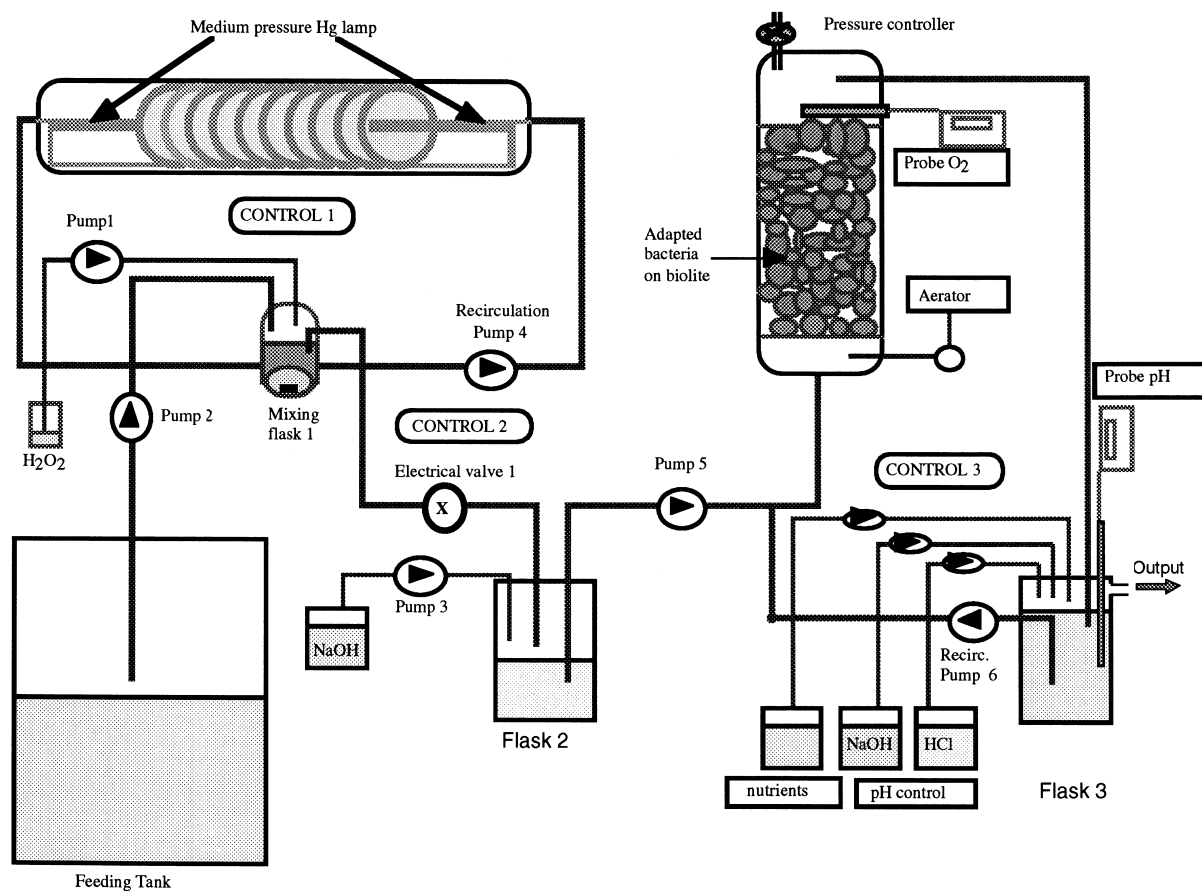 Medium pressure Hg lamp
Pressure controller
Probe O2
CONTROL 1
Pump1
Adapted
bacteria
on biolite
Aerator
Recirculation
Pump 4
Probe pH
Pump 2
Mixing
flask 1
H2O2
CONTROL 2
Electrical valve 1
X
Pump 5
CONTROL 3
Output
Pump 3
NaOH
Recirc.
Pump 6
NaOH
HCl
Flask 2
nutrients
pH control
Flask 3
Feeding Tank